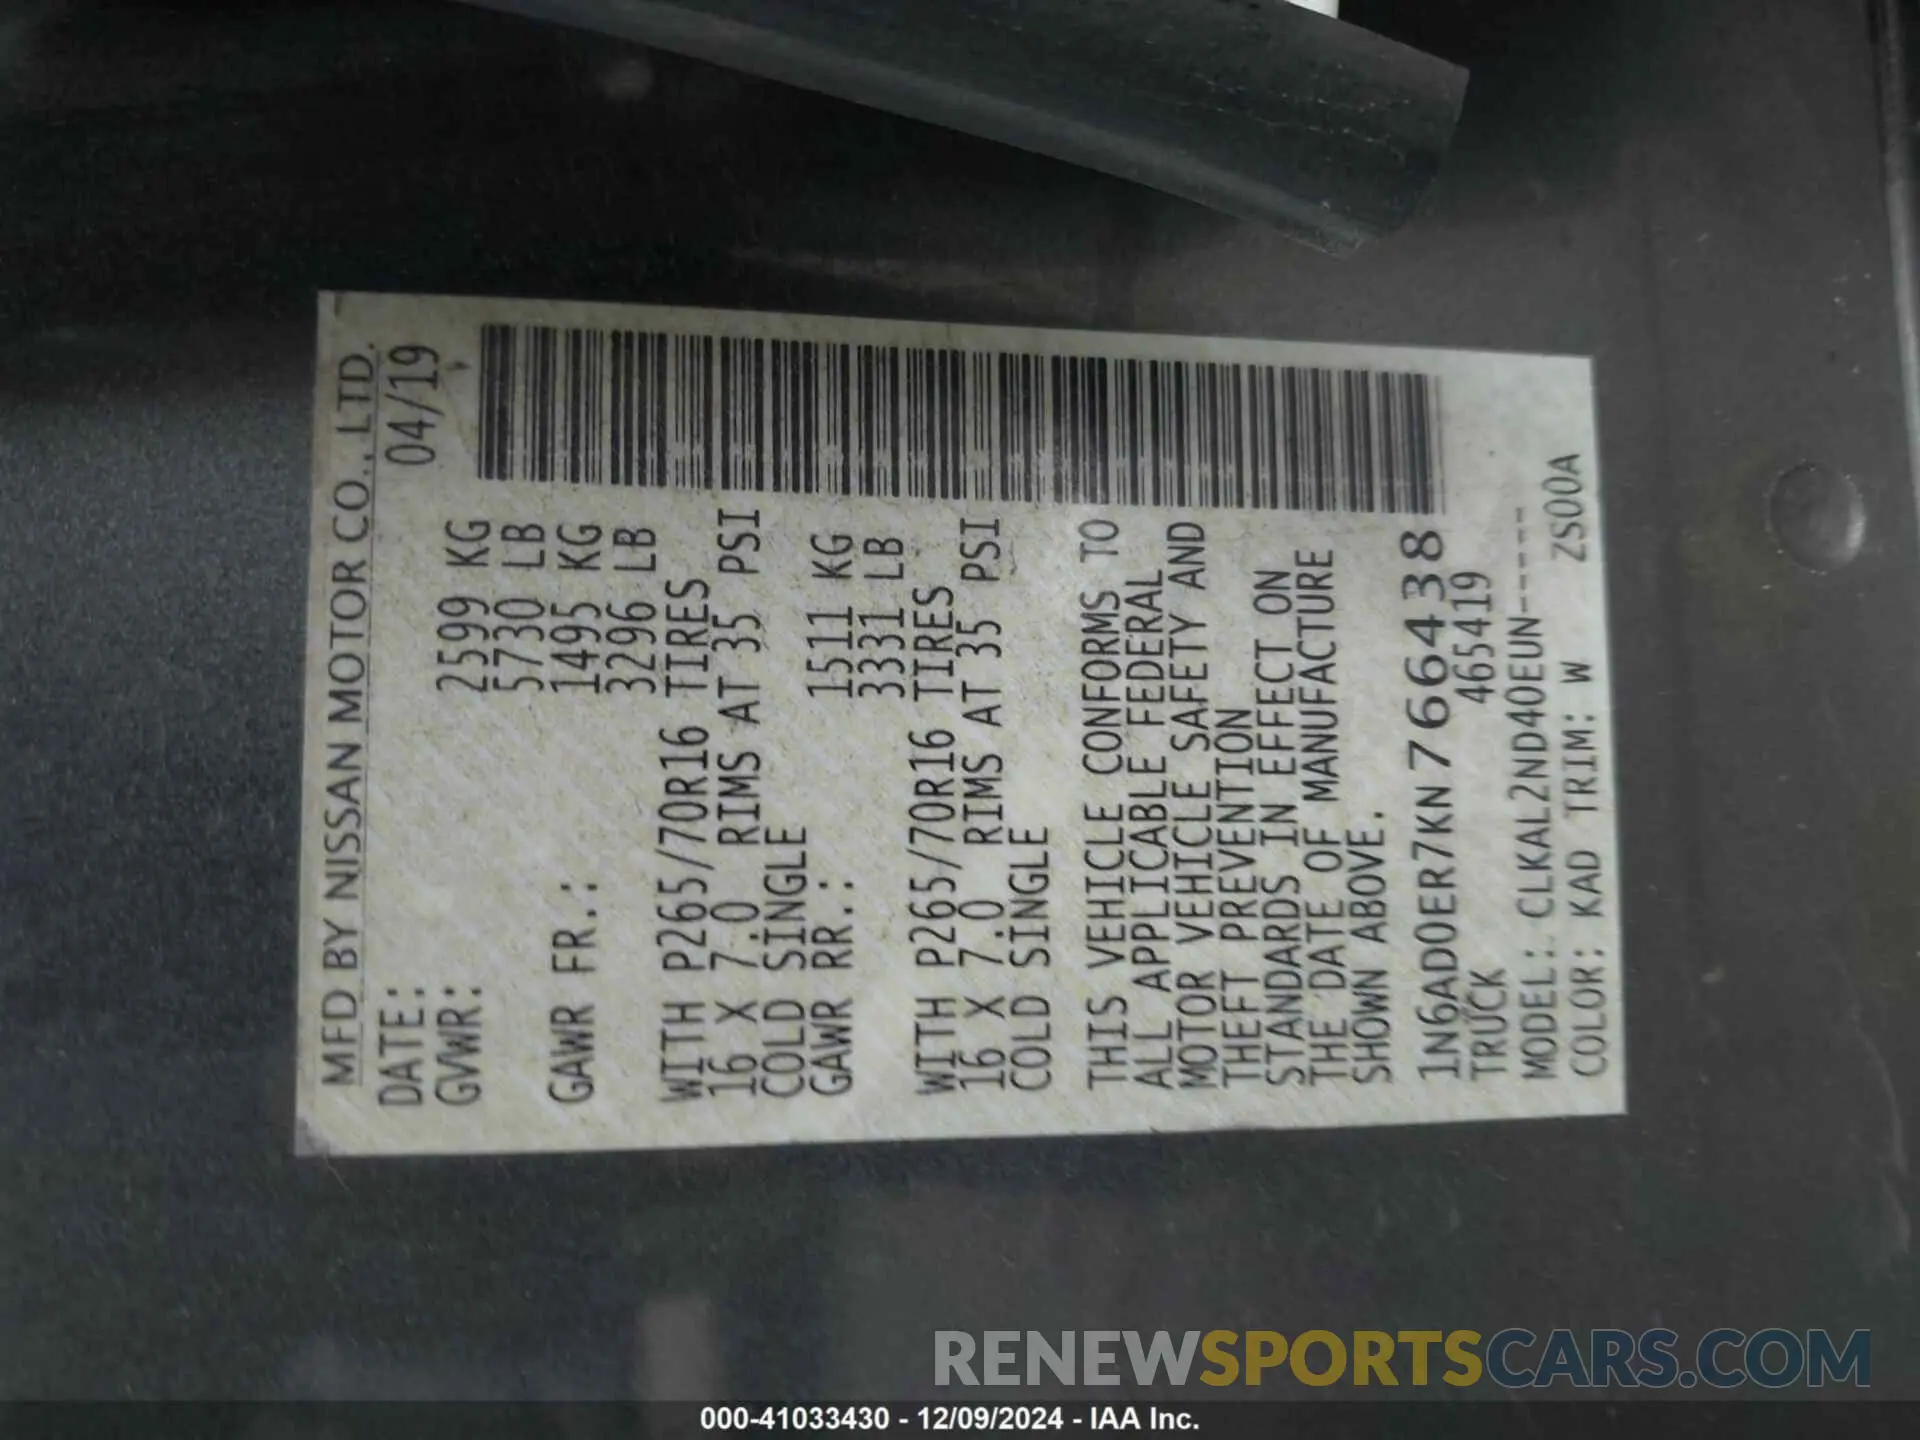 MFD BY NISSAN MOTOR CO., LTD.
DATE: 04/19
GVWR: 2599 KG
5730 LB
GAWR FR.: 1495 KG
3296 LB
WITH P265/70R16 TIRES
16 X 7.0 RIMS AT 35 PSI
COLD SINGLE
GAWR RR.: 1511 KG
3331 LB
WITH P265/70R16 TIRES
16 X 7.0 RIMS AT 35 PSI
COLD SINGLE
THIS VEHICLE CONFORMS TO
ALL APPLICABLE FEDERAL
MOTOR VEHICLE SAFETY AND
THEFT PREVENTION
STANDARDS IN EFFECT ON
THE DATE OF MANUFACTURE
SHOWN ABOVE.
1N6AD0ER7KN766438
TRUCK 465419
MODEL: CLKAL2ND40EUN-----
COLOR: KAD TRIM: W ZS00A
RENEWSPORTSCARS.COM
000-41033430 - 12/09/2024 - IAA Inc.